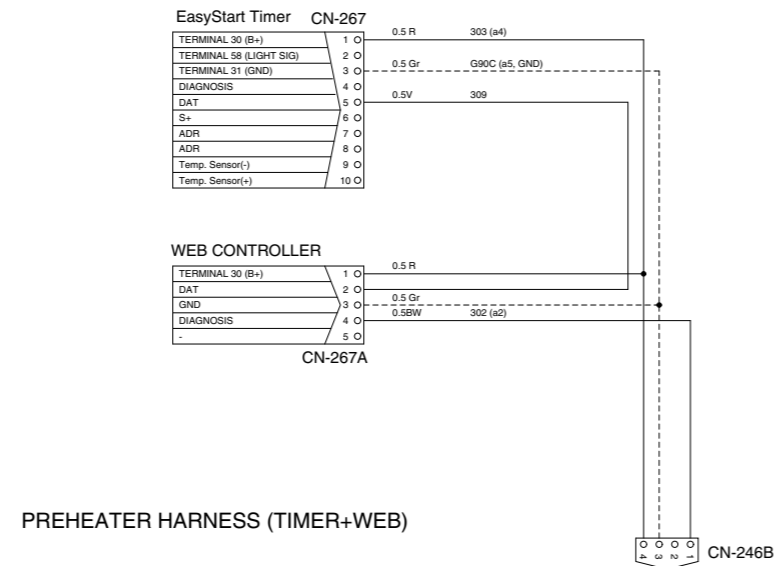 EasyStart Timer CN-267
TERMINAL 30 (B+) 1 0.5 R 303 (a4)
TERMINAL 58 (LIGHT SIG) 2
TERMINAL 31 (GND) 3 0.5 Gr G90C (a5, GND)
DIAGNOSIS 4
DAT 5 0.5V 309
S+ 6
ADR 7
ADR 8
Temp. Sensor(-) 9
Temp. Sensor(+) 10
WEB CONTROLLER
TERMINAL 30 (B+) 1 0.5 R
DAT 2
GND 3 0.5 Gr
DIAGNOSIS 4 0.5BW 302 (a2)
- 5
CN-267A
PREHEATER HARNESS (TIMER+WEB)
4 3 2 1 CN-246B